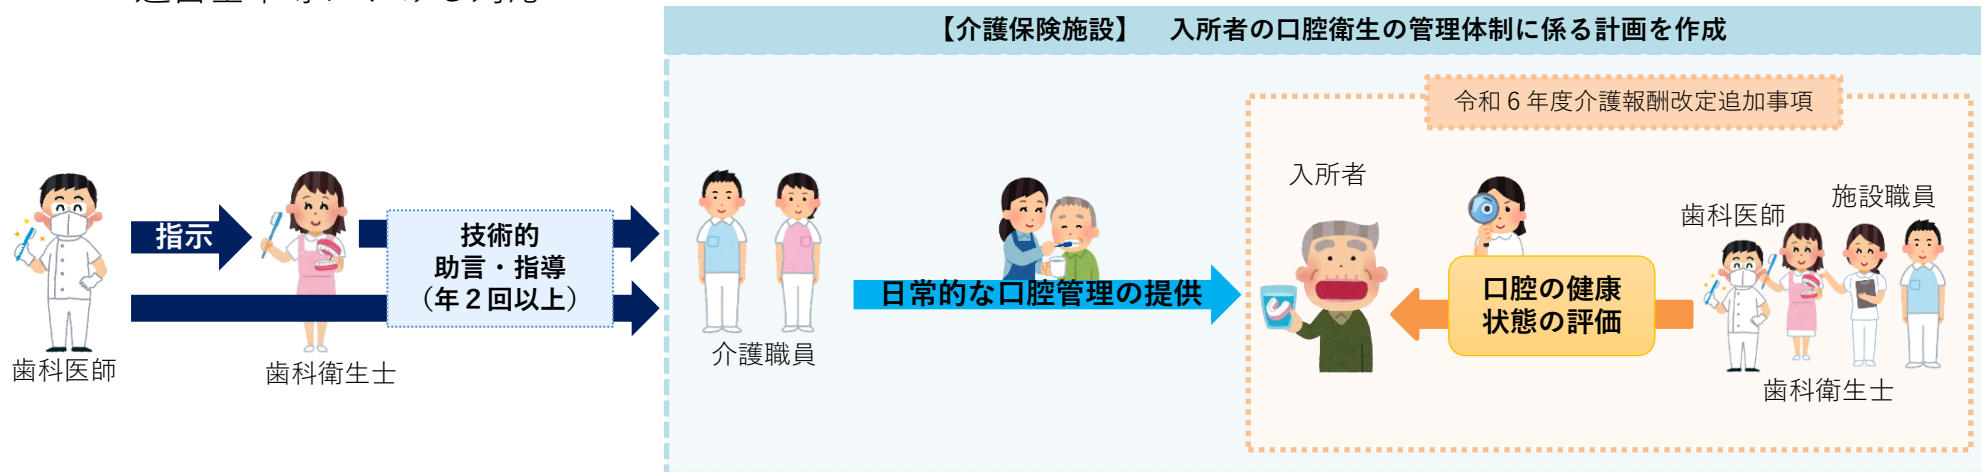 【介護保険施設】 入所者の口腔衛生の管理体制に係る計画を作成
令和６年度介護報酬改定追加事項
指示
技術的
助言・指導
（年２回以上）
歯科医師
歯科衛生士
介護職員
日常的な口腔管理の提供
入所者
口腔の健康
状態の評価
歯科医師
施設職員
歯科衛生士